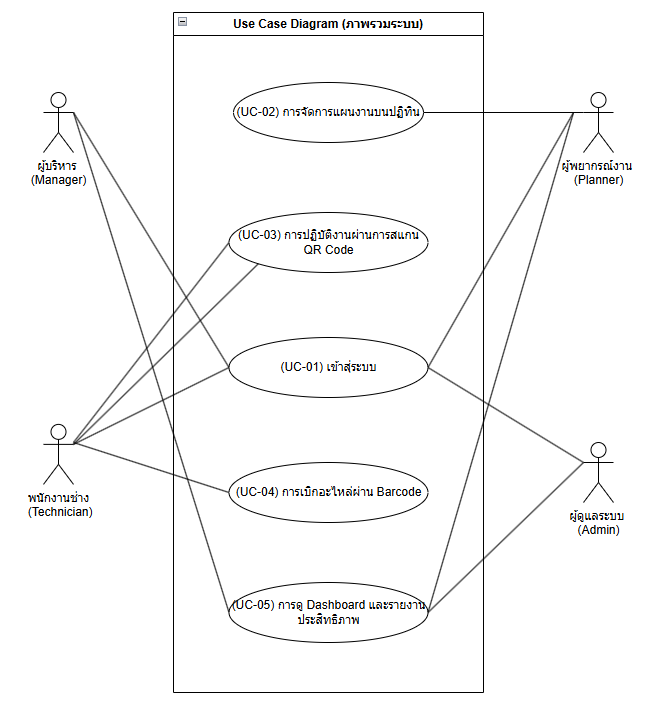 Use Case Diagram (ภาพรวมระบบ)
(UC-02) การจัดการแผนงานบนปฏิทิน
ผู้บริหาร
(Manager)
ผู้พยากรณ์งาน
(Planner)
(UC-03) การปฏิบัติงานผ่านการสแกน
QR Code
(UC-01) เข้าสู่ระบบ
พนักงานช่าง
(Technician)
(UC-04) การเบิกอะไหล่ผ่าน Barcode
ผู้ดูแลระบบ
(Admin)
(UC-05) การดู Dashboard และรายงาน
ประสิทธิภาพ